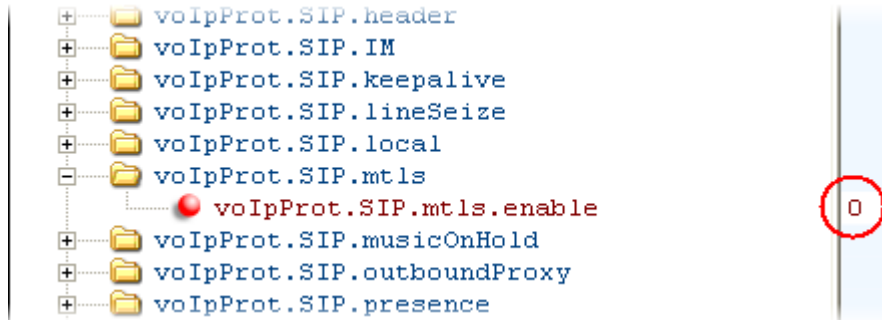 voIpProt.SIP.header
voIpProt.SIP.IM
voIpProt.SIP.keepalive
voIpProt.SIP.lineSeize
voIpProt.SIP.local
voIpProt.SIP.mtls
voIpProt.SIP.mtls.enable 0
voIpProt.SIP.musicOnHold
voIpProt.SIP.outboundProxy
voIpProt.SIP.presence